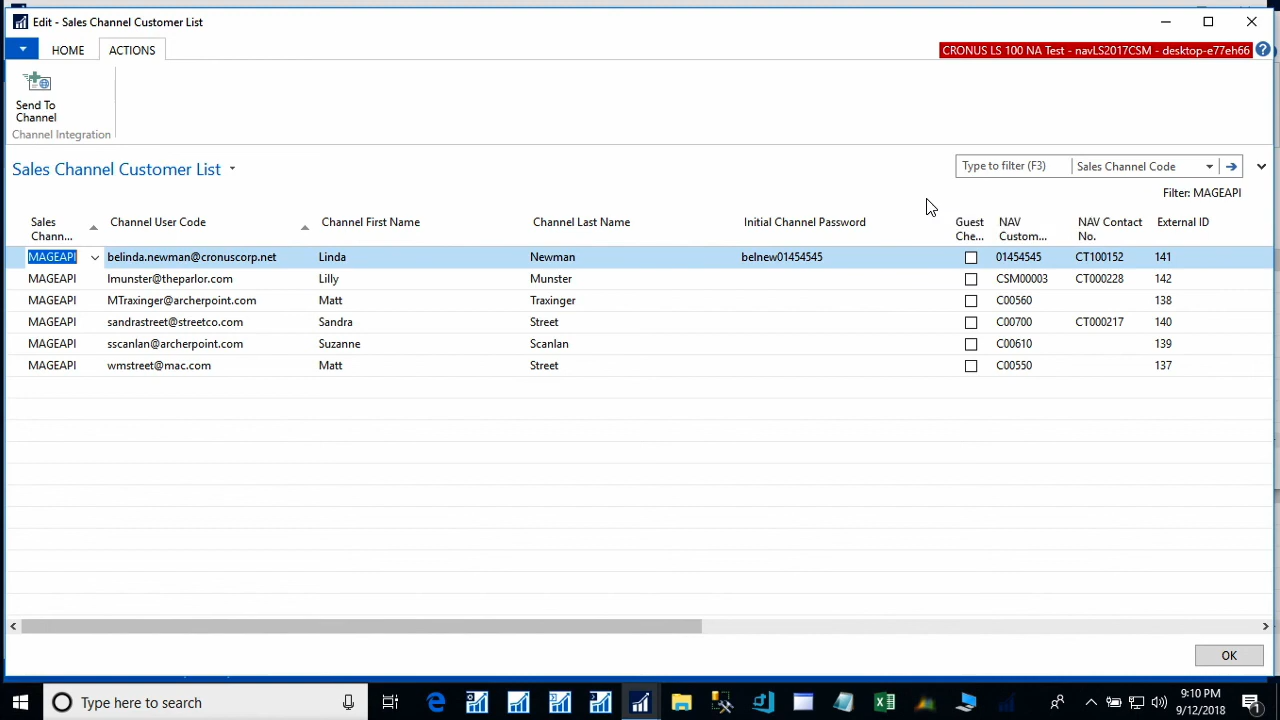 Edit - Sales Channel Customer List
HOME ACTIONS
CRONUS LS 100 NA Test - navLS2017CSM - desktop-e77eh66 ?
Send To
Channel
Channel Integration
Sales Channel Customer List
Type to filter (F3) Sales Channel Code
Filter: MAGEAPI
Sales Chann... Channel User Code Channel First Name Channel Last Name Initial Channel Password Guest Che... NAV Custom... NAV Contact No. External ID
MAGEAPI belinda.newman@cronuscorp.net Linda Newman belnew01454545 01454545 CT100152 141
MAGEAPI lmunster@theparlor.com Lilly Munster CSM00003 CT000228 142
MAGEAPI MTraxinger@archerpoint.com Matt Traxinger C00560 138
MAGEAPI sandrastreet@streetco.com Sandra Street C00700 CT000217 140
MAGEAPI sscanlan@archerpoint.com Suzanne Scanlan C00610 139
MAGEAPI wmstreet@mac.com Matt Street C00550 137
OK
Type here to search
9:10 PM
9/12/2018
1